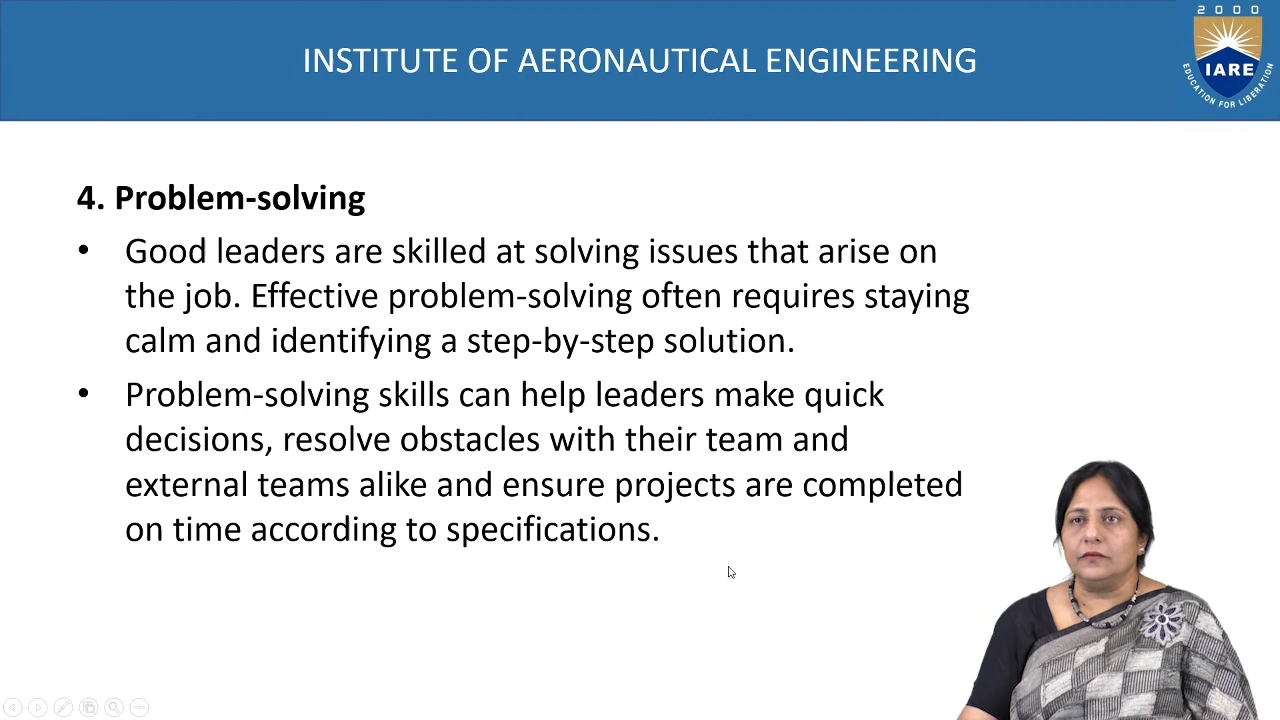 2000
INSTITUTE OF AERONAUTICAL ENGINEERING
IARE
EDUCATION FOR LIBERATION
4. Problem-solving
• Good leaders are skilled at solving issues that arise on
the job. Effective problem-solving often requires staying
calm and identifying a step-by-step solution.
• Problem-solving skills can help leaders make quick
decisions, resolve obstacles with their team and
external teams alike and ensure projects are completed
on time according to specifications.